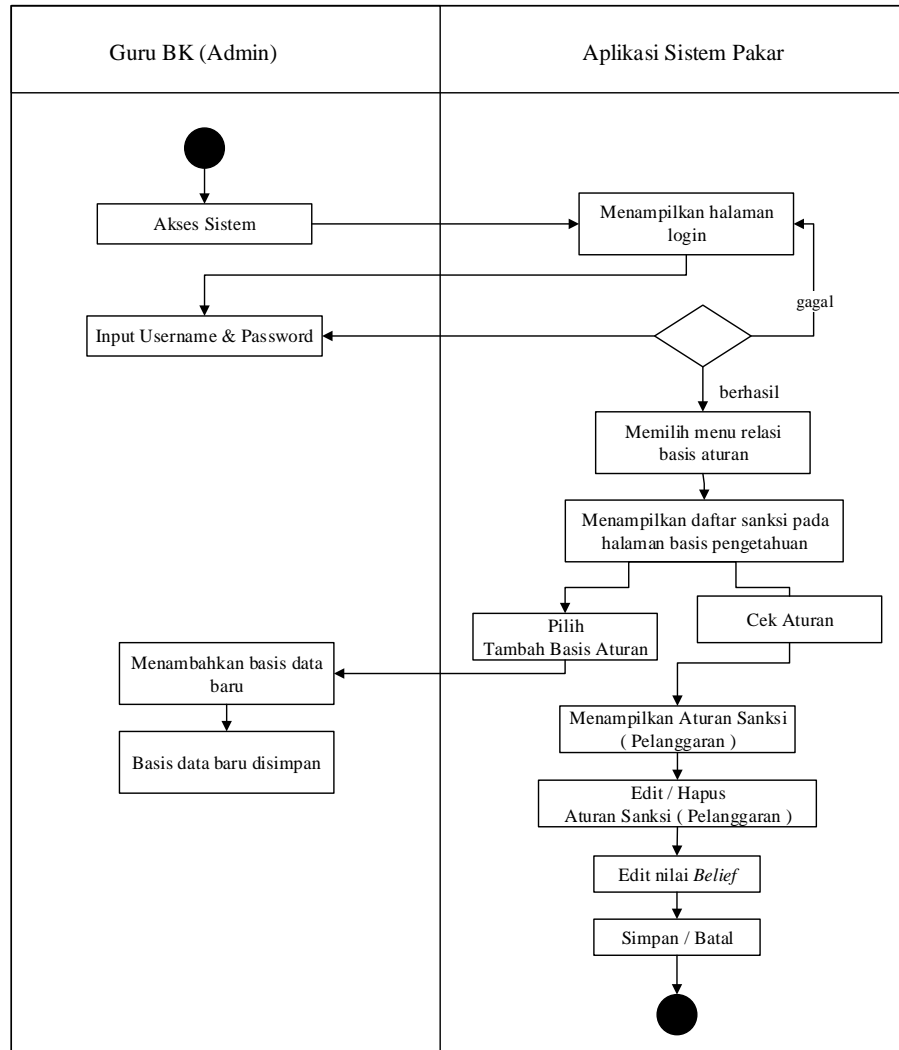 Guru BK (Admin)
Aplikasi Sistem Pakar
Akses Sistem
Menampilkan halaman
login
gagal
Input Username & Password
berhasil
Memilih menu relasi
basis aturan
Menampilkan daftar sanksi pada
halaman basis pengetahuan
Pilih
Tambah Basis Aturan
Cek Aturan
Menambahkan basis data
baru
Basis data baru disimpan
Menampilkan Aturan Sanksi
( Pelanggaran )
Edit / Hapus
Aturan Sanksi ( Pelanggaran )
Edit nilai Belief
Simpan / Batal